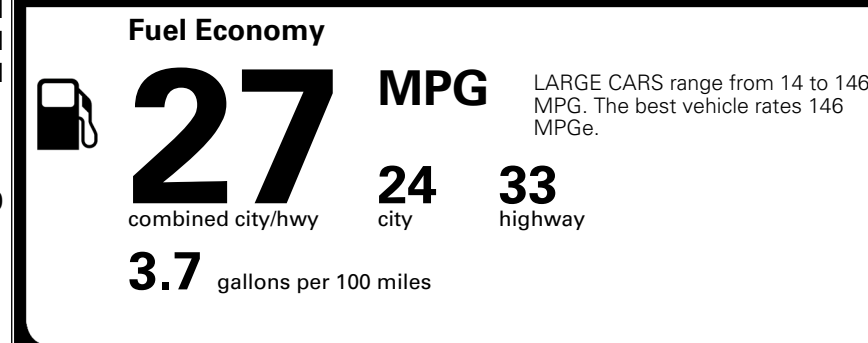 Fuel Economy
27
MPG
LARGE CARS range from 14 to 146
MPG. The best vehicle rates 146
MPGe.
24
33
combined city/hwy
city
highway
3.7 gallons per 100 miles